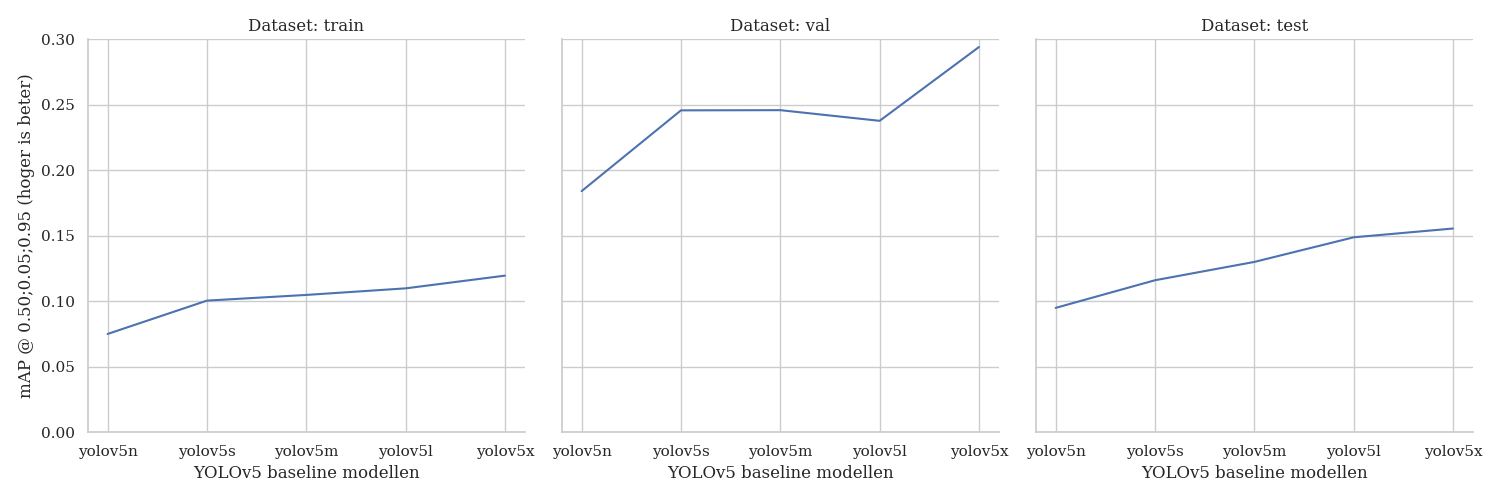 Dataset: train
Dataset: val
Dataset: test
mAP @ 0.50;0.05;0.95 (hoger is beter)
0.30
0.25
0.20
0.15
0.10
0.05
0.00
yolov5n yolov5s yolov5m yolov5l yolov5x
YOLOv5 baseline modellen
yolov5n yolov5s yolov5m yolov5l yolov5x
YOLOv5 baseline modellen
yolov5n yolov5s yolov5m yolov5l yolov5x
YOLOv5 baseline modellen